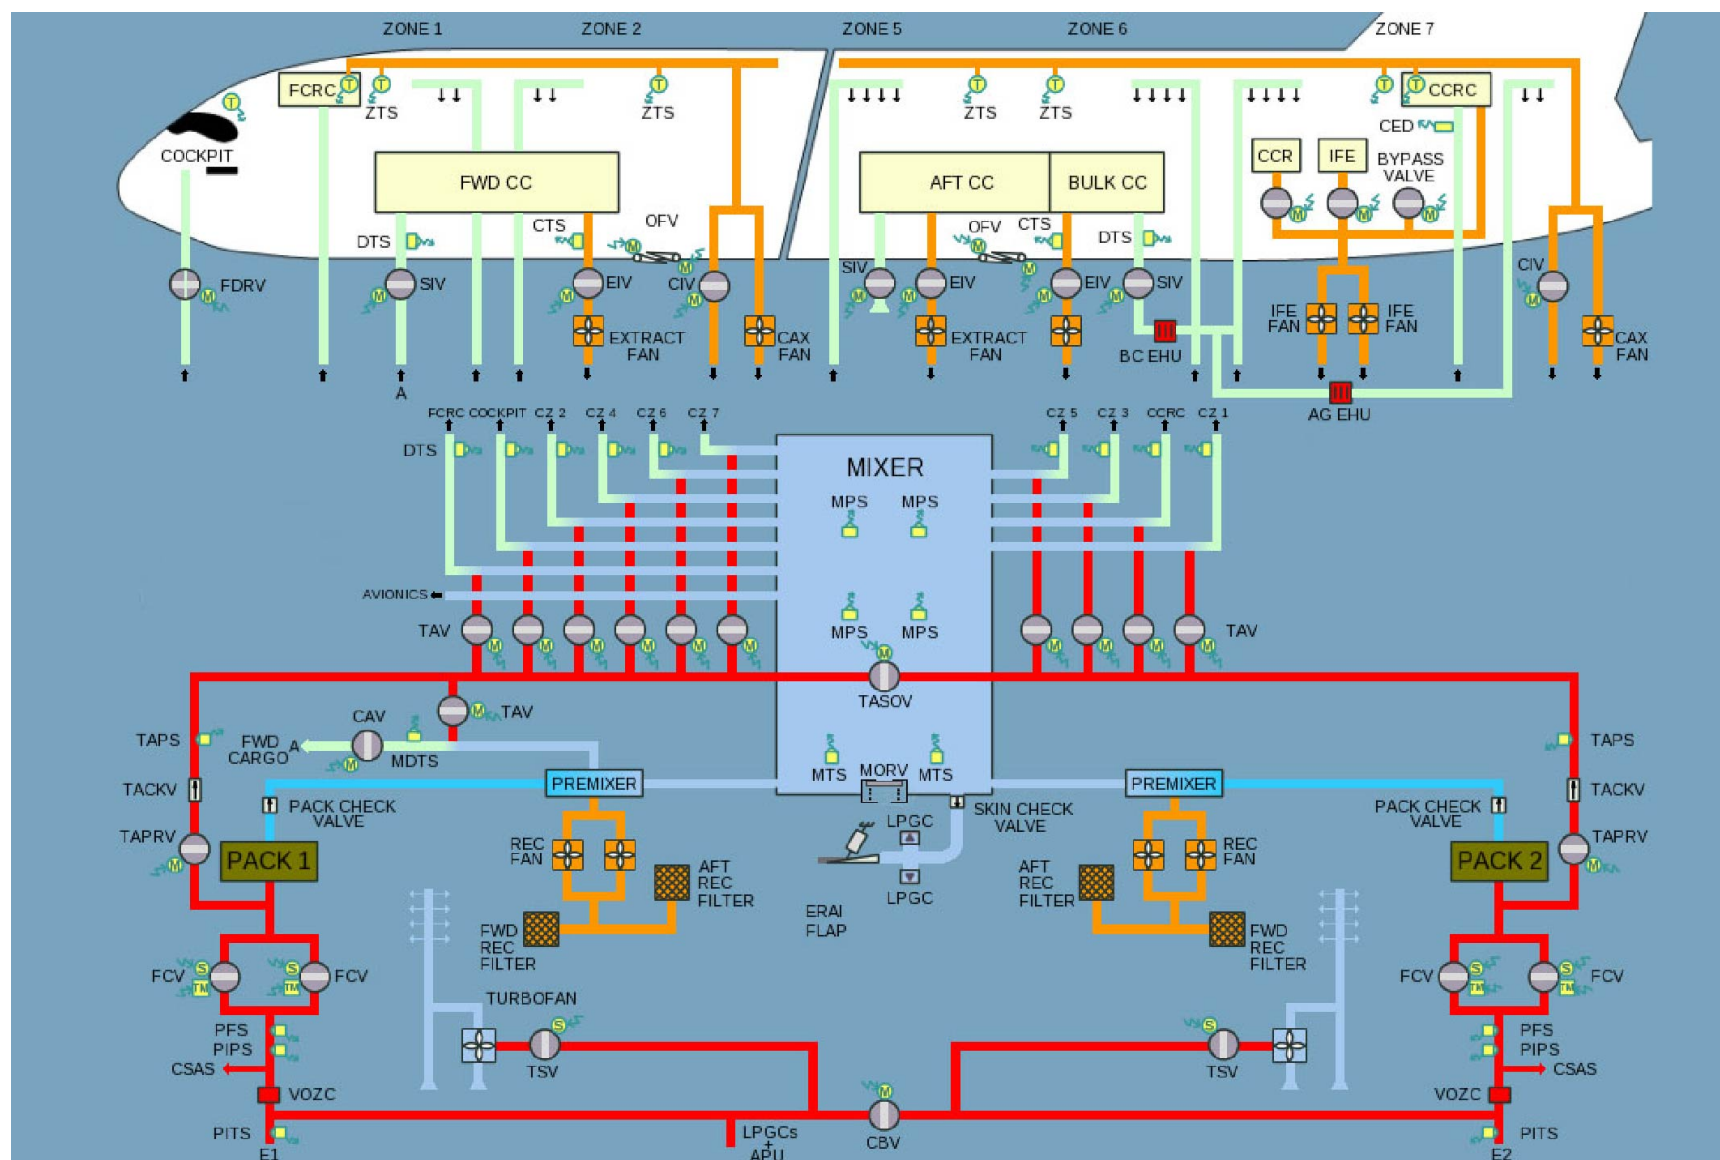 ZONE 1 ZONE 2 ZONE 5 ZONE 6 ZONE 7
FCRC T T T T T T T CCRC
T ZTS ZTS ZTS ZTS
CED
COCKPIT CCR IFE BYPASS
VALVE
FWD CC AFT CC BULK CC
M M M
OFV CTS OFV CTS DTS
DTS M M
FDRV SIV EIV CIV M SIV EIV M EIV SIV CIV
M M M M M M M M M
IFE
FAN
IFE
FAN
EXTRACT
FAN
CAX
FAN
EXTRACT
FAN
BC EHU
CAX
FAN
A
AG EHU
FCRC COCKPIT CZ 2 CZ 4 CZ 6 CZ 7 CZ 5 CZ 3 CCRC CZ 1
DTS
MIXER
MPS MPS
AVIONICS
MPS MPS
TAV M M M M M M M M M M TAV
M
TASOV
CAV M TAV
TAPS FWD
CARGO
A M MDTS TAPS
MTS MORV MTS
TACKV PREMIXER PREMIXER TACKV
PACK CHECK
VALVE
LPGC SKIN CHECK
VALVE
PACK CHECK
VALVE
TAPRV M PACK 1 REC
FAN
REC
FAN
PACK 2 TAPRV M
AFT
REC
FILTER
LPGC AFT
REC
FILTER
ERAI
FLAP
FWD
REC
FILTER
FWD
REC
FILTER
FCV S TM S TM FCV FCV S TM S TM FCV
TURBOFAN
PFS S S PFS
PIPS PIPS
CSAS TSV TSV CSAS
VOZC M VOZC
PITS LPGCs
+
APU
CBV PITS
E1 E2